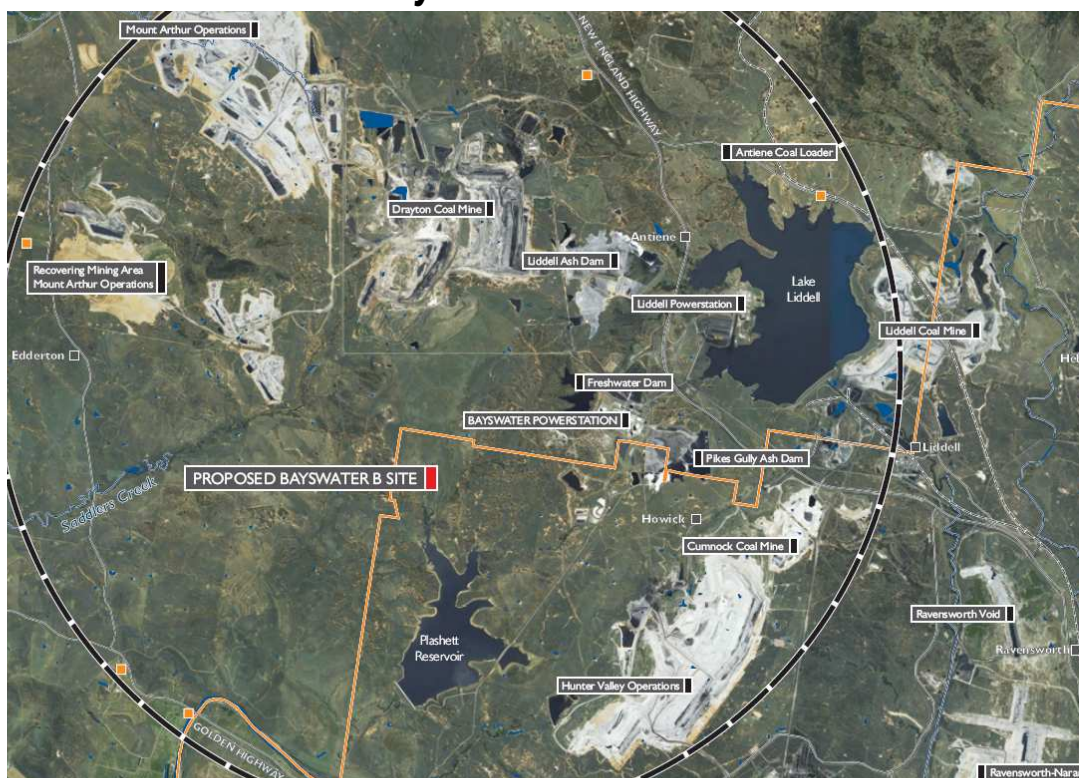 Mount Arthur Operations
NEW ENGLAND HIGHWAY
Antiene Coal Loader
Drayton Coal Mine
Antiene
Liddell Ash Dam
Recovering Mining Area
Mount Arthur Operations
Lake
Liddell
Liddell Powerstation
Liddell Coal Mine
Edderton
Hel
Freshwater Dam
BAYSWATER POWERSTATION
Liddell
Pikes Gully Ash Dam
PROPOSED BAYSWATER B SITE
Saddlers Creek
Howick
Cumnock Coal Mine
Ravensworth Void
Plashett
Reservoir
Ravensworth
Hunter Valley Operations
GOLDEN HIGHWAY
Ravensworth-Nara